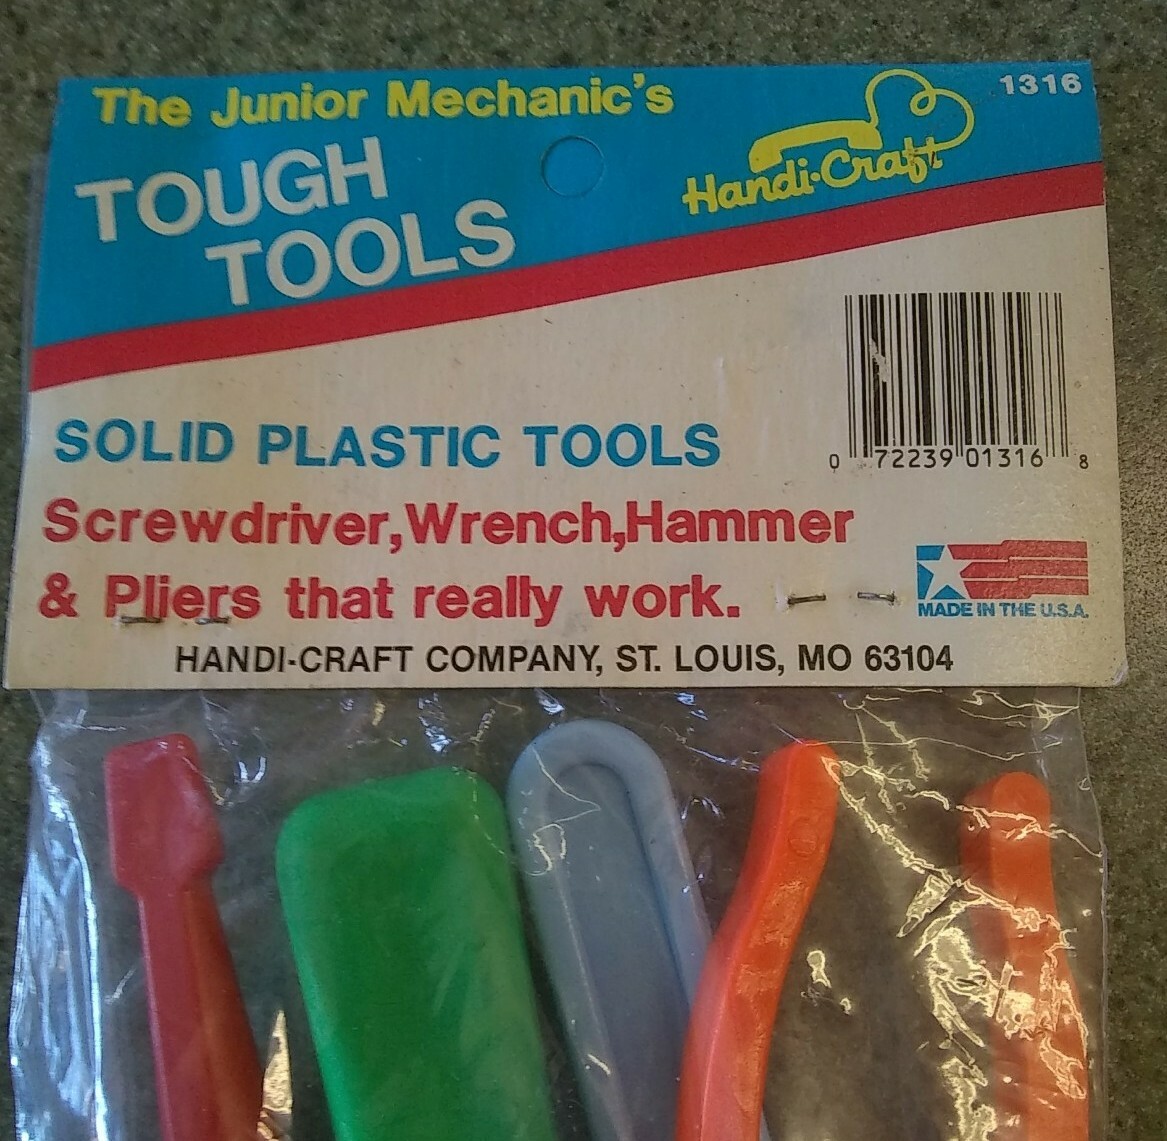 The Junior Mechanic's
TOUGH
TOOLS
Handi-Craft
1316
SOLID PLASTIC TOOLS
0 72239 01316 8
Screwdriver,Wrench,Hammer
& Pliers that really work.
MADE IN THE U.S.A.
HANDI-CRAFT COMPANY, ST. LOUIS, MO 63104